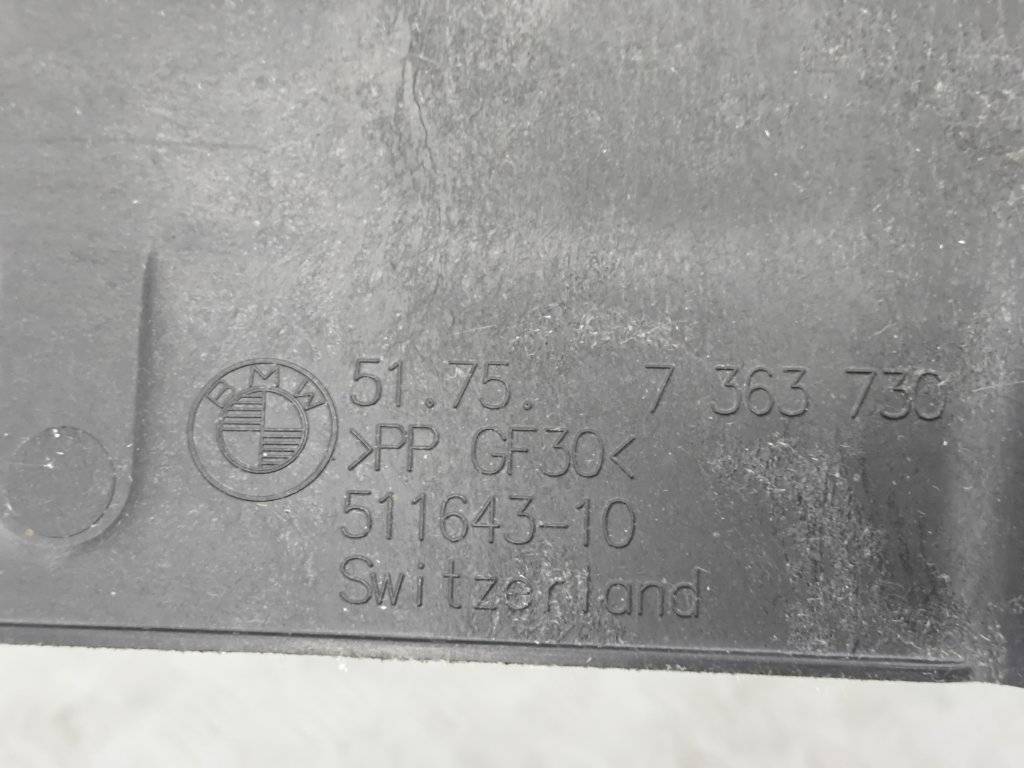 BMW
51.75. 7 363 730
>PP GF30<
511643-10
Switzerland